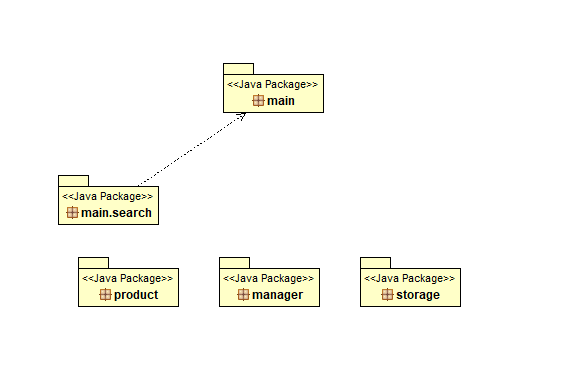 <<Java Package>>
main
<<Java Package>>
main.search
<<Java Package>>
product
<<Java Package>>
manager
<<Java Package>>
storage